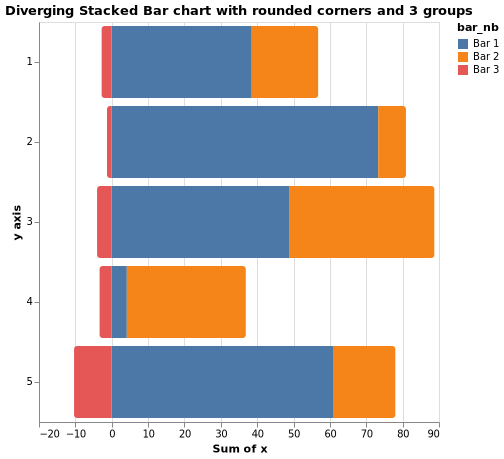 Diverging Stacked Bar chart with rounded corners and 3 groups
bar_nb
Bar 1
Bar 2
Bar 3
y axis
1
2
3
4
5
−20 −10 0 10 20 30 40 50 60 70 80 90
Sum of x